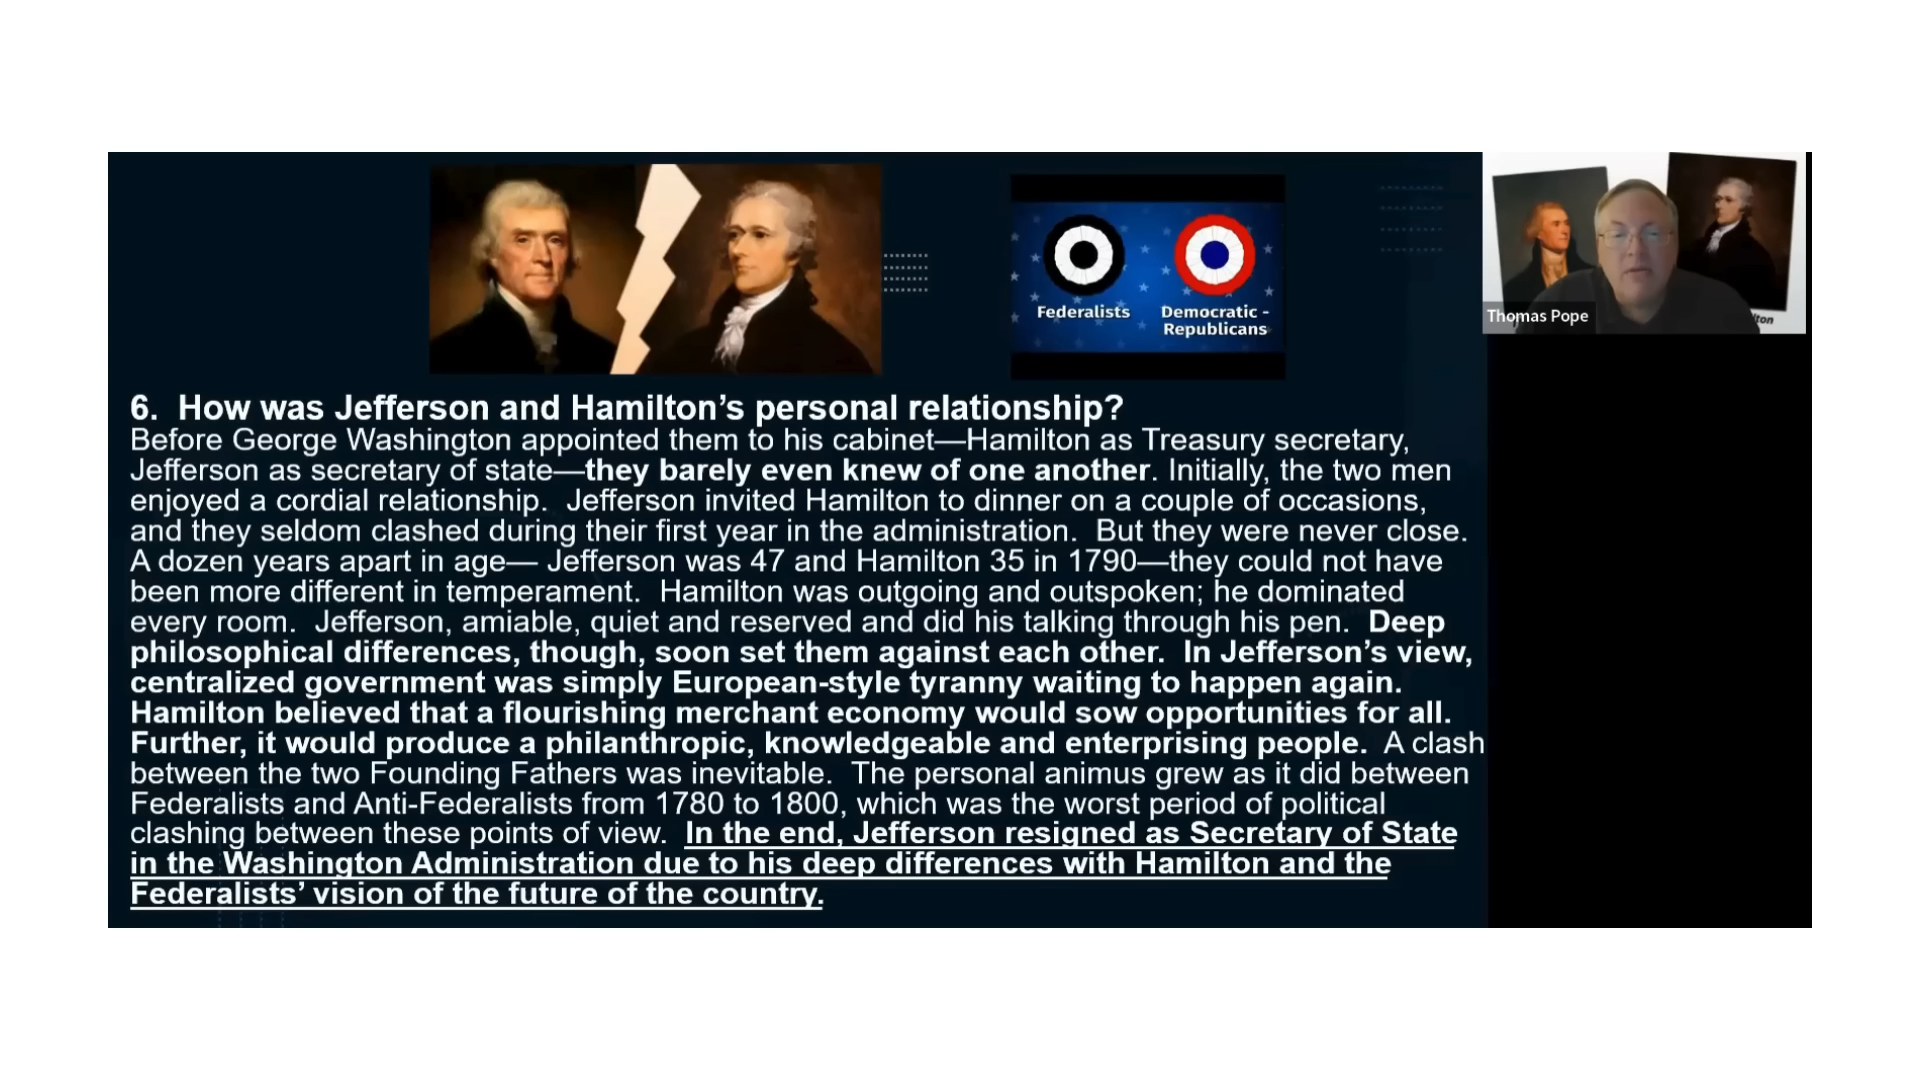 Federalists
Democratic -
Republicans
Thomas Pope
lton
6.  How was Jefferson and Hamilton’s personal relationship?
Before George Washington appointed them to his cabinet—Hamilton as Treasury secretary,
Jefferson as secretary of state—they barely even knew of one another. Initially, the two men
enjoyed a cordial relationship.  Jefferson invited Hamilton to dinner on a couple of occasions,
and they seldom clashed during their first year in the administration.  But they were never close.
A dozen years apart in age— Jefferson was 47 and Hamilton 35 in 1790—they could not have
been more different in temperament.  Hamilton was outgoing and outspoken; he dominated
every room.  Jefferson, amiable, quiet and reserved and did his talking through his pen.  Deep
philosophical differences, though, soon set them against each other.  In Jefferson’s view,
centralized government was simply European-style tyranny waiting to happen again.
Hamilton believed that a flourishing merchant economy would sow opportunities for all.
Further, it would produce a philanthropic, knowledgeable and enterprising people.  A clash
between the two Founding Fathers was inevitable.  The personal animus grew as it did between
Federalists and Anti-Federalists from 1780 to 1800, which was the worst period of political
clashing between these points of view.  In the end, Jefferson resigned as Secretary of State
in the Washington Administration due to his deep differences with Hamilton and the
Federalists’ vision of the future of the country.